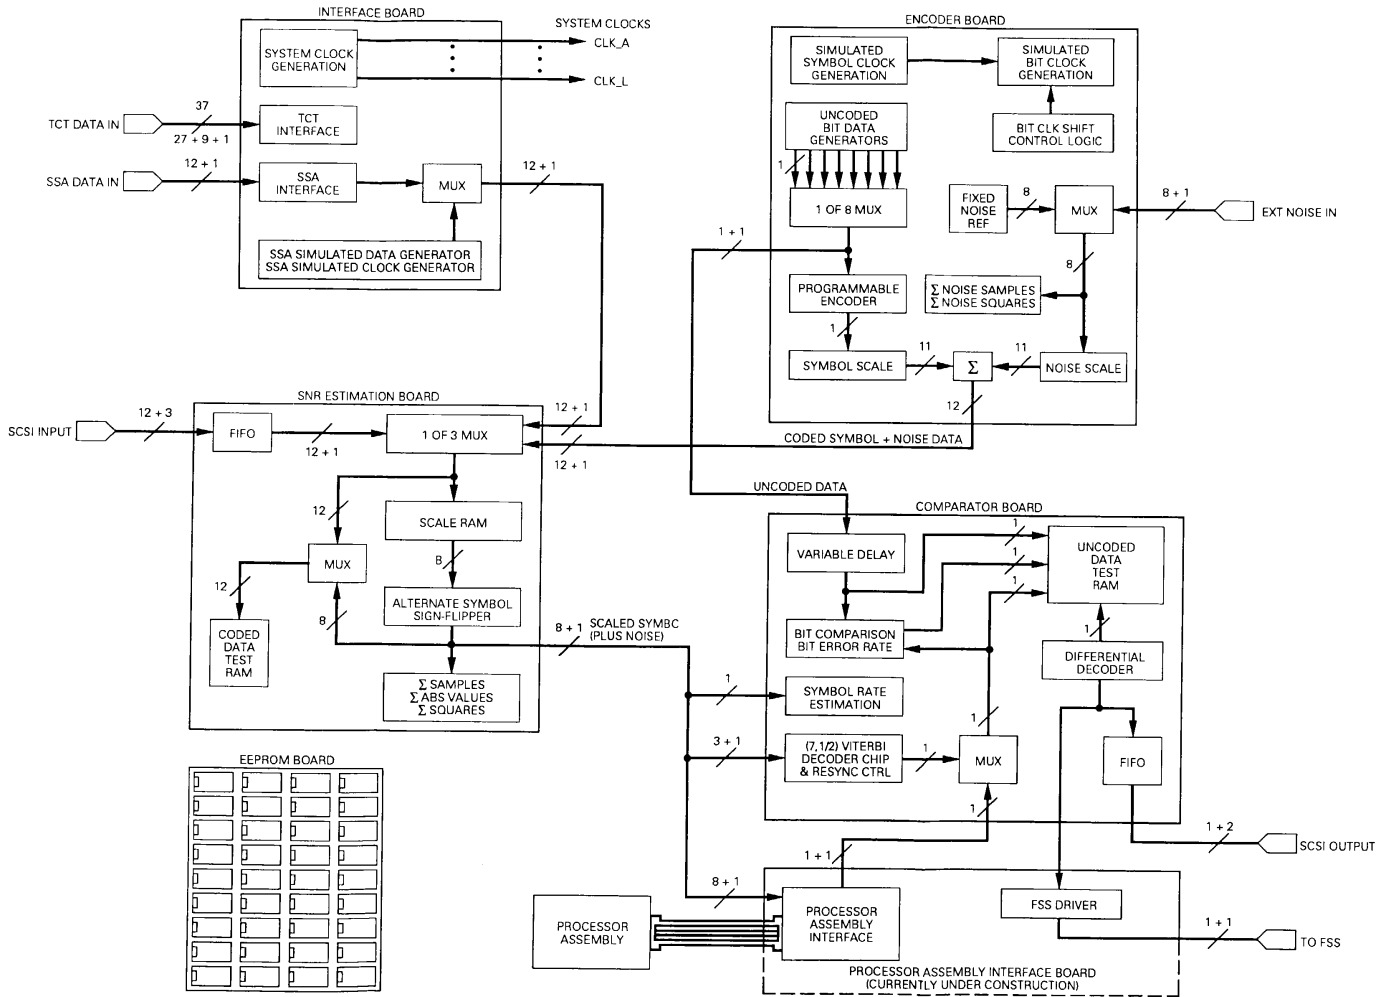 INTERFACE BOARD
SYSTEM CLOCK
GENERATION
SYSTEM CLOCKS
CLK_A
CLK_L
TCT DATA IN
37
27 + 9 + 1
TCT
INTERFACE
SSA DATA IN
12 + 1
SSA
INTERFACE
MUX
12 + 1
SSA SIMULATED DATA GENERATOR
SSA SIMULATED CLOCK GENERATOR
ENCODER BOARD
SIMULATED
SYMBOL CLOCK
GENERATION
SIMULATED
BIT CLOCK
GENERATION
UNCODED
BIT DATA
GENERATORS
BIT CLK SHIFT
CONTROL LOGIC
1
1 OF 8 MUX
FIXED
NOISE
REF
8
MUX
8 + 1
EXT NOISE IN
1 + 1
8
PROGRAMMABLE
ENCODER
Σ NOISE SAMPLES
Σ NOISE SQUARES
1
SYMBOL SCALE
11
Σ
11
NOISE SCALE
12
SNR ESTIMATION BOARD
SCSI INPUT
12 + 3
FIFO
12 + 1
1 OF 3 MUX
12 + 1
12 + 1
CODED SYMBOL + NOISE DATA
12
SCALE RAM
MUX
8
12
ALTERNATE SYMBOL
SIGN-FLIPPER
8
CODED
DATA
TEST
RAM
Σ SAMPLES
Σ ABS VALUES
Σ SQUARES
8 + 1
SCALED SYMBC
(PLUS NOISE)
UNCODED DATA
COMPARATOR BOARD
VARIABLE DELAY
1
1
1
UNCODED
DATA
TEST
RAM
BIT COMPARISON
BIT ERROR RATE
1
DIFFERENTIAL
DECODER
1
SYMBOL RATE
ESTIMATION
1
3 + 1
(7,1/2) VITERBI
DECODER CHIP
& RESYNC CTRL
1
MUX
FIFO
1
1 + 2
SCSI OUTPUT
EEPROM BOARD
1 + 1
8 + 1
PROCESSOR
ASSEMBLY
PROCESSOR
ASSEMBLY
INTERFACE
FSS DRIVER
1 + 1
TO FSS
PROCESSOR ASSEMBLY INTERFACE BOARD
(CURRENTLY UNDER CONSTRUCTION)